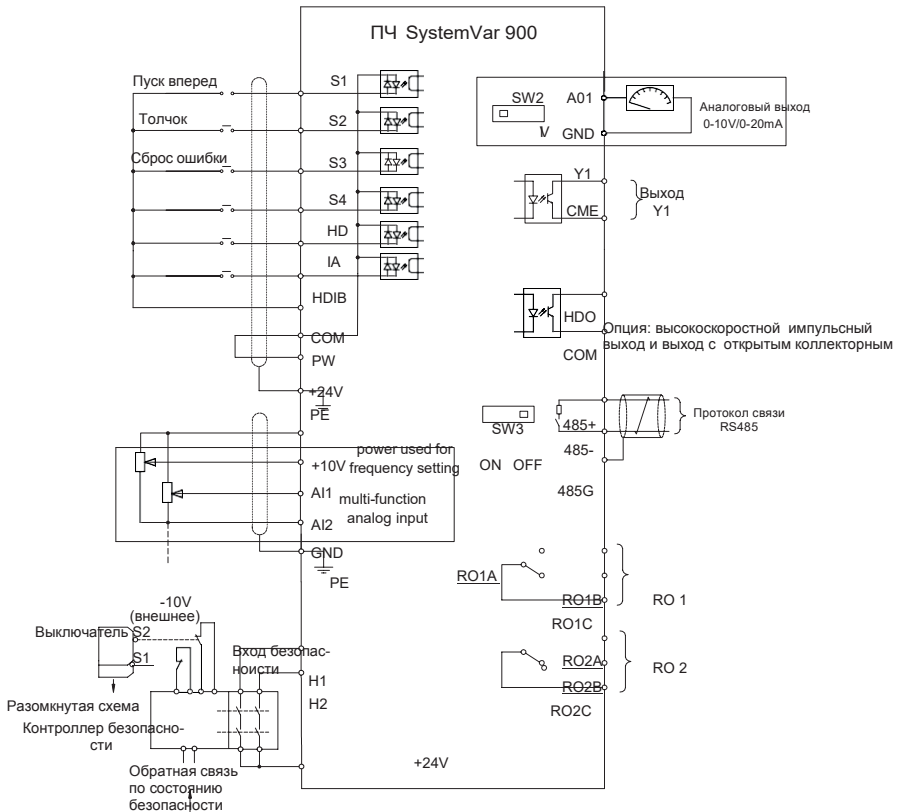 ПЧ SystemVar 900
Пуск вперед
Толчок
Сброс ошибки
S1
S2
S3
S4
HD
IA
HDIB
COM
PW
+24V
PE
SW2
A01
V
GND
Аналоговый выход
0-10V/0-20mA
Y1
CME
Выход
Y1
HDO
COM
Опция: высокоскоростной импульсный
выход и выход с открытым коллекторным
SW3
ON OFF
485+
485-
485G
Протокол связи
RS485
power used for
+10V frequency setting
AI1
multi-function
analog input
AI2
GND
PE
RO1A
RO1B
RO1C
RO 1
RO2A
RO2B
RO2C
RO 2
-10V
(внешнее)
Выключатель S2
S1
Вход безопас-
ноисти
H1
H2
Разомкнутая схема
Контроллер безопасно-
сти
+24V
Обратная связь
по состоянию
безопасности